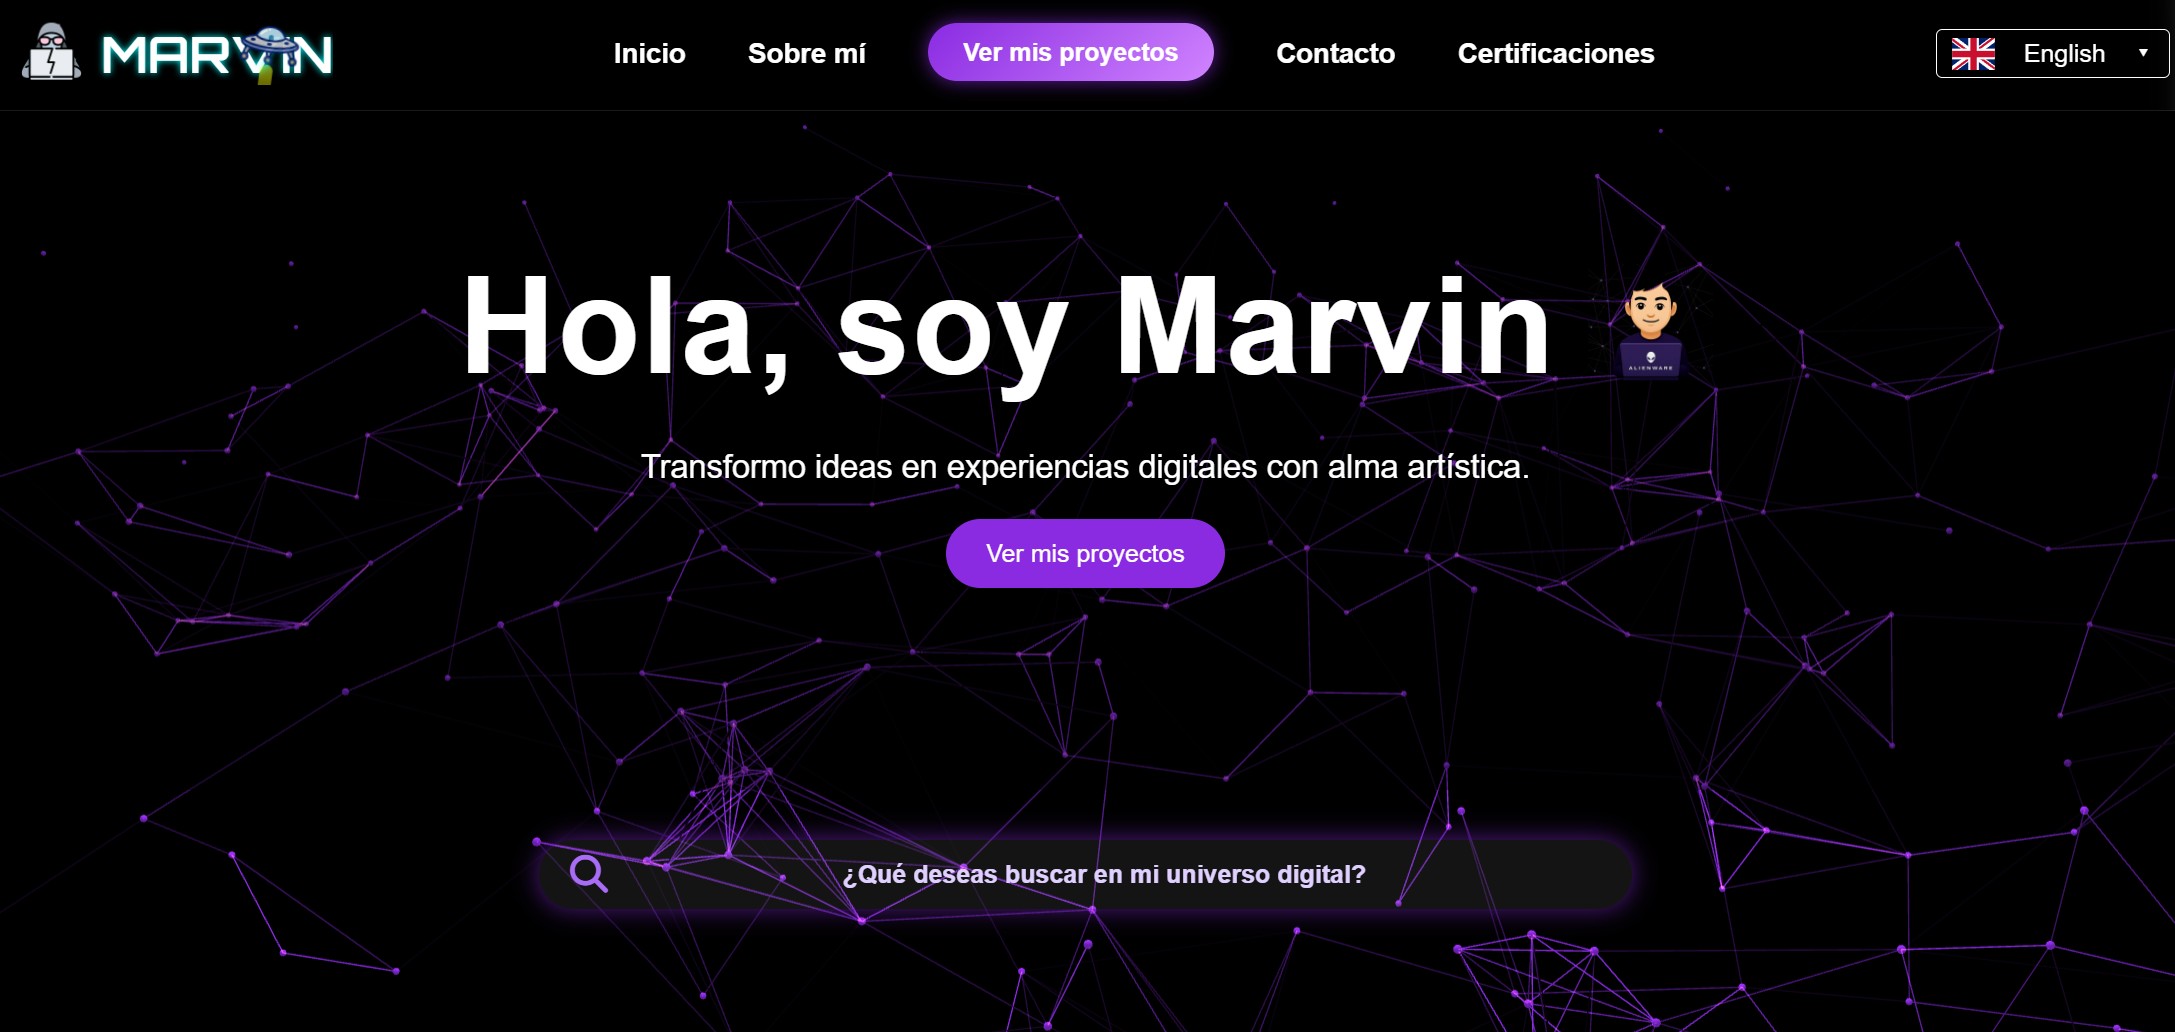 MARVIN
Inicio
Sobre mí
Ver mis proyectos
Contacto
Certificaciones
English
Hola, soy Marvin
ALIENWARE
Transformo ideas en experiencias digitales con alma artística.
Ver mis proyectos
¿Qué deseas buscar en mi universo digital?